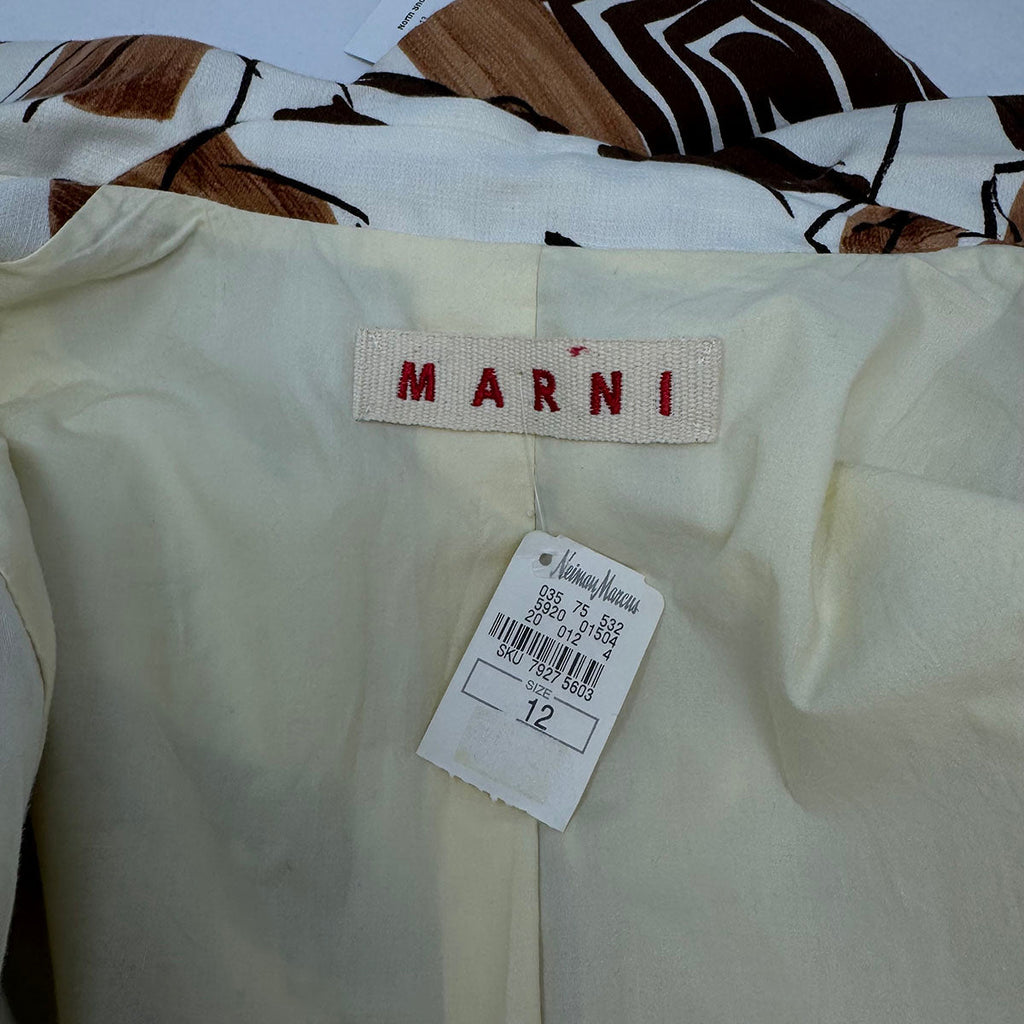 MARNI
Neiman Marcus
035 75 532
5920 01504
20 012 4
SKU 7927 5603
SIZE
12